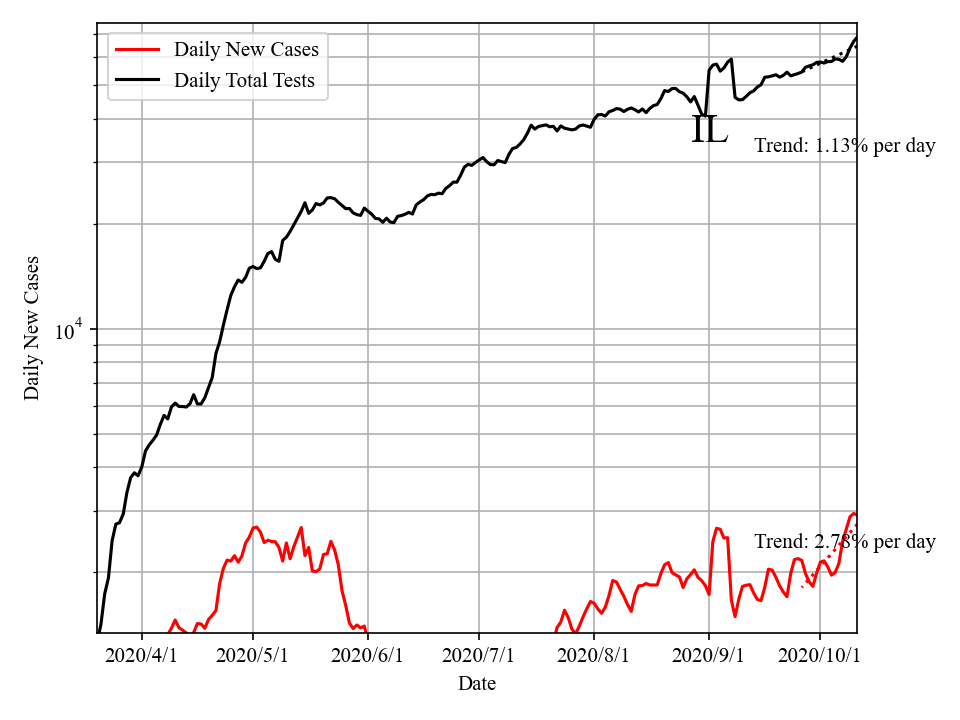 Daily New Cases
Daily Total Tests
IL
Trend: 1.13% per day
Daily New Cases
10^4
Trend: 2.78% per day
2020/4/1 2020/5/1 2020/6/1 2020/7/1 2020/8/1 2020/9/1 2020/10/1
Date